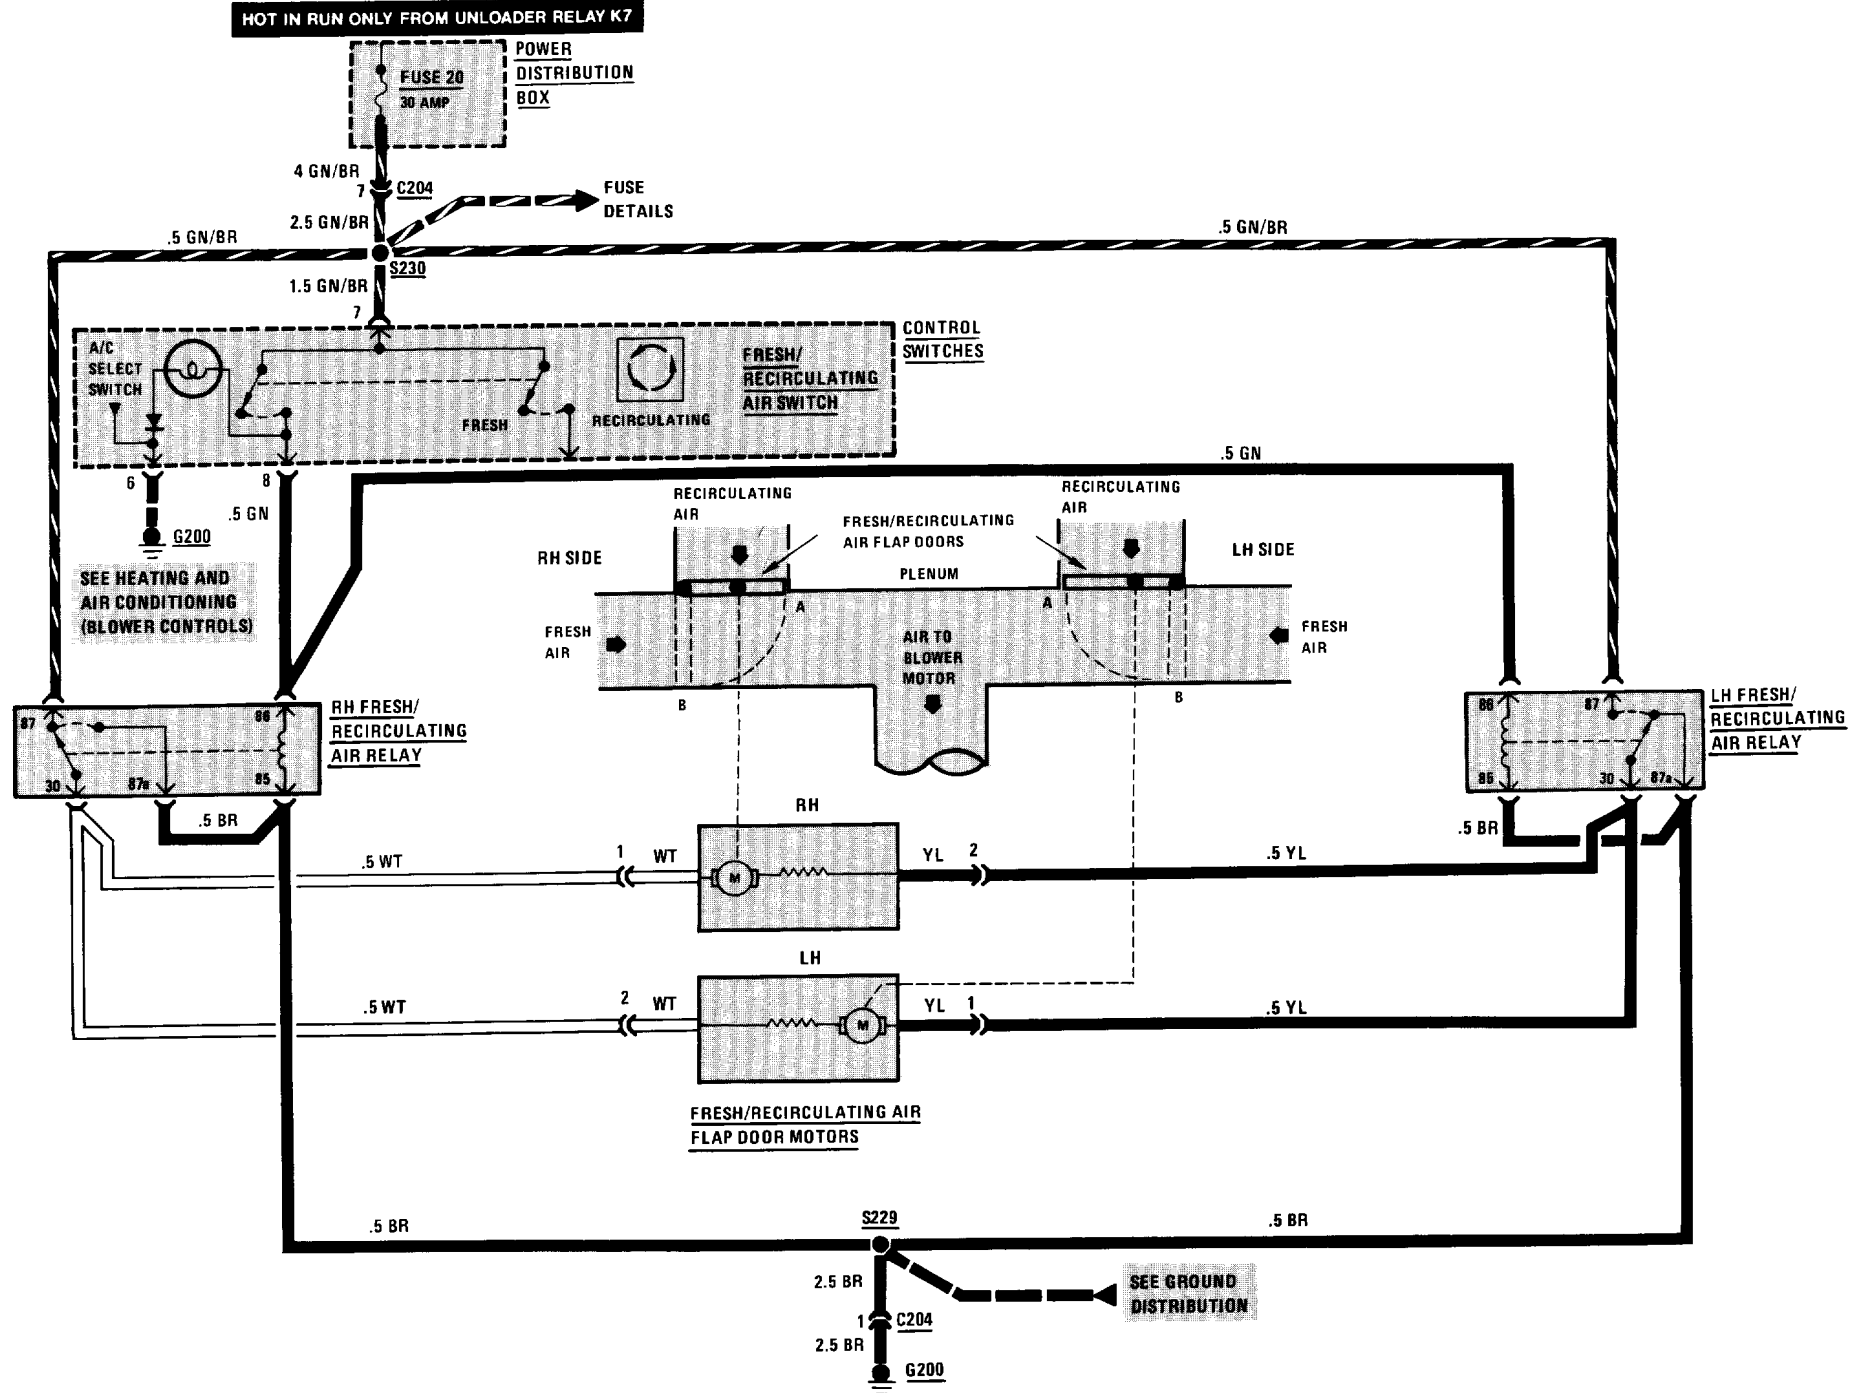 HOT IN RUN ONLY FROM UNLOADER RELAY K7
FUSE 20
30 AMP
POWER
DISTRIBUTION
BOX
4 GN/BR
7
C204
2.5 GN/BR
FUSE
DETAILS
.5 GN/BR
.5 GN/BR
S230
1.5 GN/BR
7
A/C
SELECT
SWITCH
FRESH
RECIRCULATING
FRESH/
RECIRCULATING
AIR SWITCH
CONTROL
SWITCHES
6
8
.5 GN
G200
.5 GN
SEE HEATING AND
AIR CONDITIONING
(BLOWER CONTROLS)
RECIRCULATING
AIR
RECIRCULATING
AIR
FRESH/RECIRCULATING
AIR FLAP DOORS
RH SIDE
LH SIDE
PLENUM
A
A
FRESH
AIR
AIR TO
BLOWER
MOTOR
FRESH
AIR
B
B
87
86
30
87a
85
RH FRESH/
RECIRCULATING
AIR RELAY
86
87
85
30
87a
LH FRESH/
RECIRCULATING
AIR RELAY
.5 BR
.5 BR
RH
.5 WT
1
WT
M
YL
2
.5 YL
LH
.5 WT
2
WT
M
YL
1
.5 YL
FRESH/RECIRCULATING AIR
FLAP DOOR MOTORS
.5 BR
S229
.5 BR
2.5 BR
SEE GROUND
DISTRIBUTION
1
C204
2.5 BR
G200